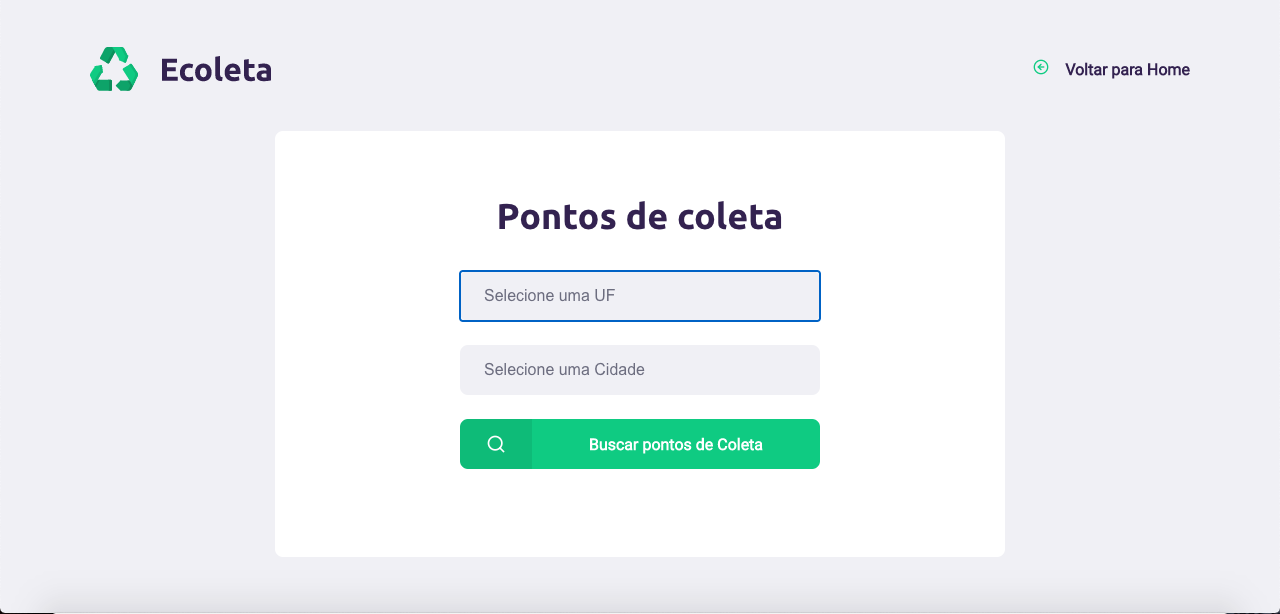 Ecoleta
Voltar para Home
Pontos de coleta
Selecione uma UF
Selecione uma Cidade
Buscar pontos de Coleta